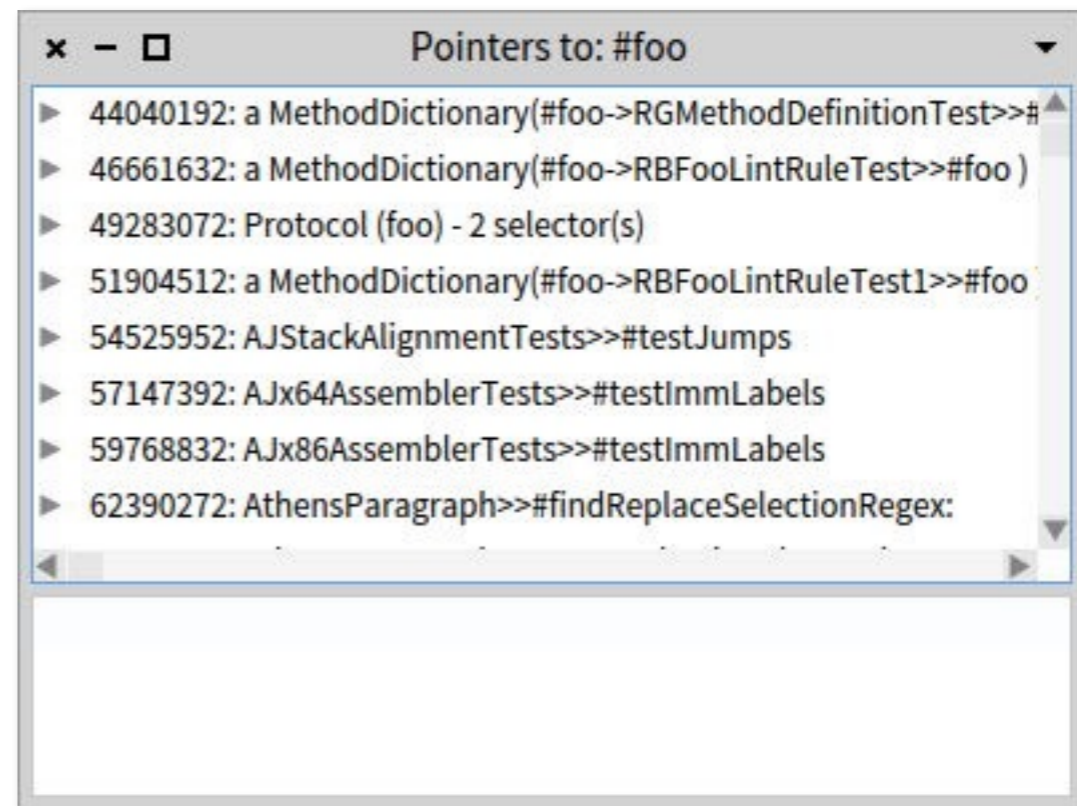 Pointers to: #foo
44040192: a MethodDictionary(#foo->RGMethodDefinitionTest>>#
46661632: a MethodDictionary(#foo->RBFooLintRuleTest>>#foo )
49283072: Protocol (foo) - 2 selector(s)
51904512: a MethodDictionary(#foo->RBFooLintRuleTest1>>#foo )
54525952: AJStackAlignmentTests>>#testJumps
57147392: AJx64AssemblerTests>>#testImmLabels
59768832: AJx86AssemblerTests>>#testImmLabels
62390272: AthensParagraph>>#findReplaceSelectionRegex: